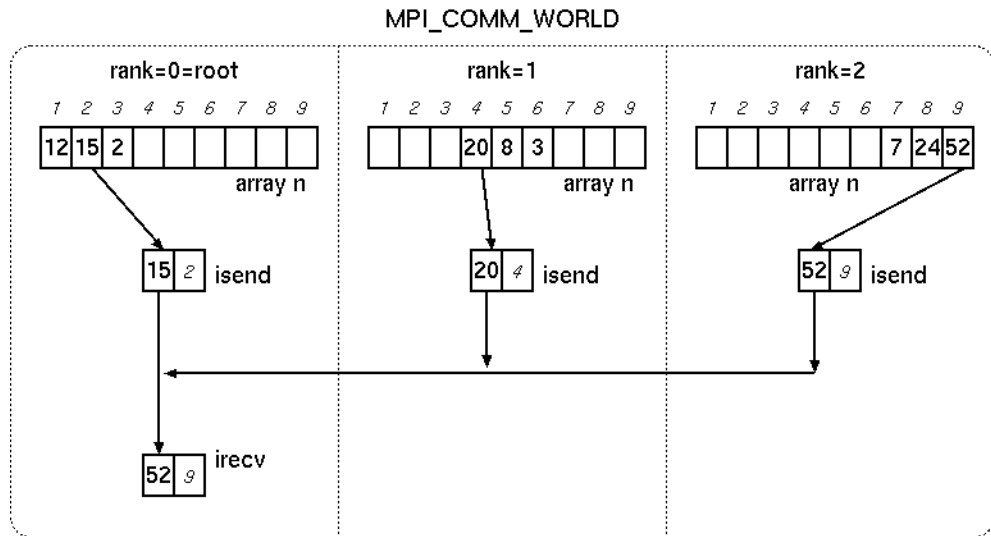 MPI_COMM_WORLD
rank=0=root
1 2 3 4 5 6 7 8 9
12 15 2
array n
15 2 isend
52 9 irecv
rank=1
1 2 3 4 5 6 7 8 9
20 8 3
array n
20 4 isend
rank=2
1 2 3 4 5 6 7 8 9
7 24 52
array n
52 9 isend